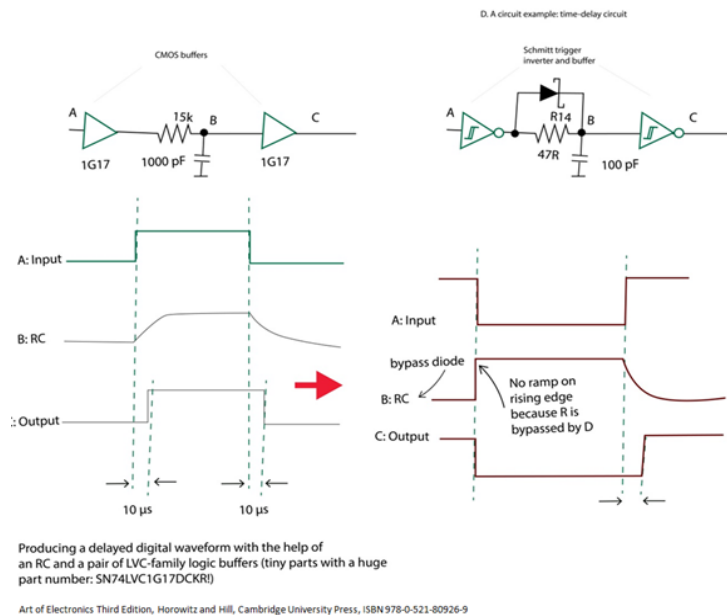 D. A circuit example: time-delay circuit
CMOS buffers
A
15k
B
C
1G17
1000 pF
1G17
Schmitt trigger
inverter and buffer
A
R14
B
C
47R
100 pF
A: Input
B: RC
: Output
10 µs
10 µs
A: Input
bypass diode
B: RC
No ramp on
rising edge
because R is
bypassed by D
C: Output
Producing a delayed digital waveform with the help of
an RC and a pair of LVC-family logic buffers (tiny parts with a huge
part number: SN74LVC1G17DCKR!)
Art of Electronics Third Edition, Horowitz and Hill, Cambridge University Press, ISBN 978-0-521-80926-9